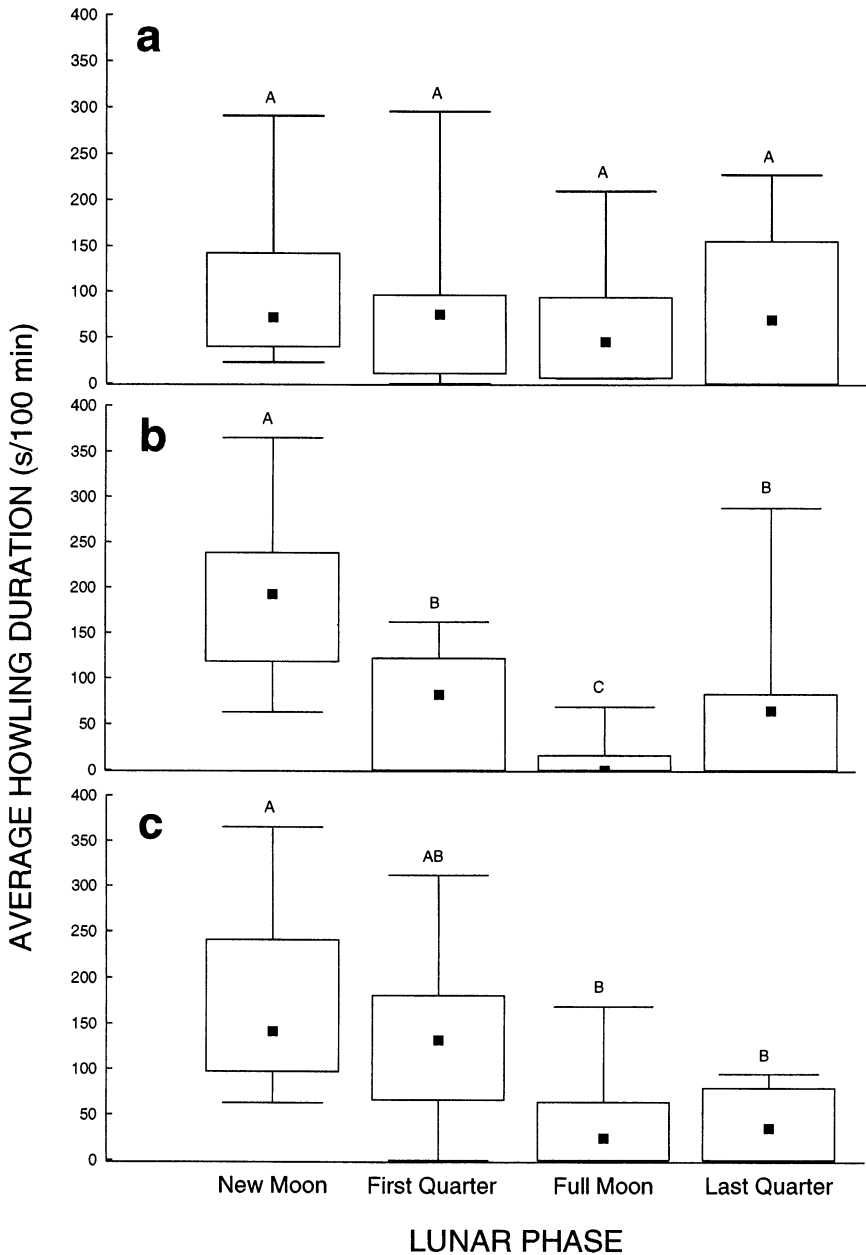 AVERAGE HOWLING DURATION (s/100 min)
a
400
350
300
250
200
150
100
50
0
A
A
A
A
b
400
350
300
250
200
150
100
50
0
A
B
C
B
c
400
350
300
250
200
150
100
50
0
A
AB
B
B
New Moon First Quarter Full Moon Last Quarter
LUNAR PHASE